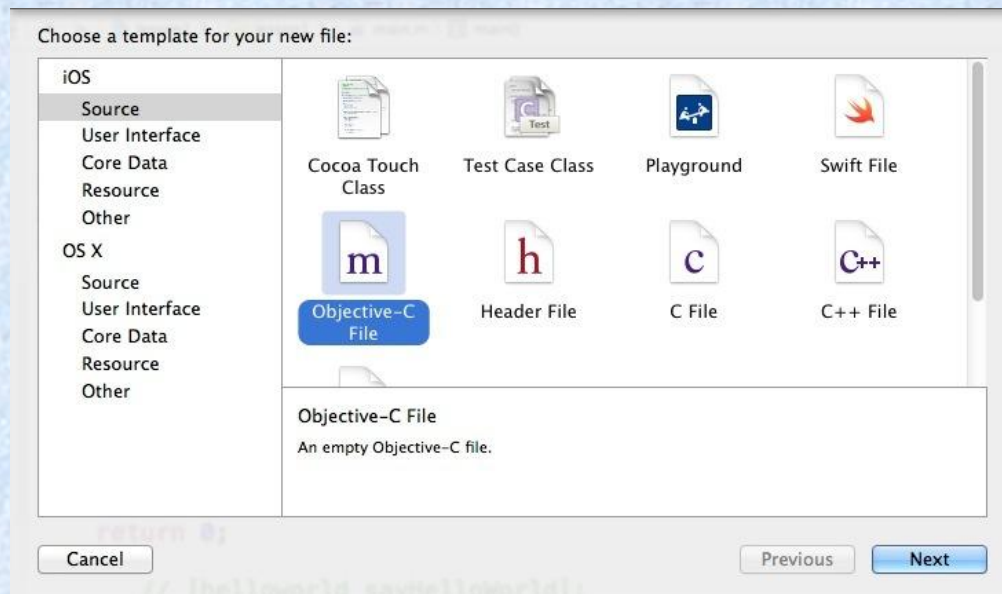 Choose a template for your new file:
iOS
Source
User Interface
Core Data
Resource
Other
OS X
Source
User Interface
Core Data
Resource
Other
Cocoa Touch
Class
C
Test
Test Case Class
Playground
Swift File
m
Objective-C
File
h
Header File
c
C File
C++
C++ File
Objective-C File
An empty Objective-C file.
return 0;
// [helloworld sayHelloWorld];
Cancel
Previous
Next